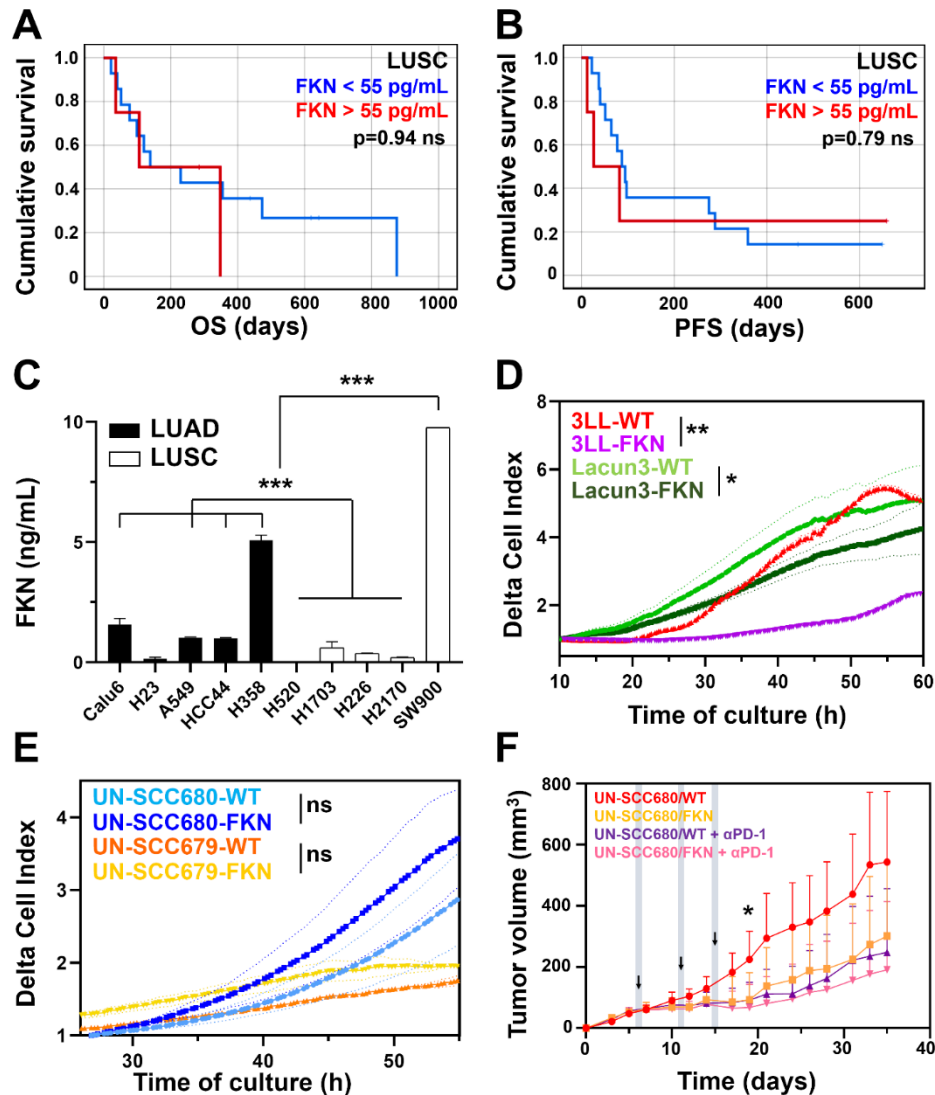 A
LUSC
FKN < 55 pg/mL
FKN > 55 pg/mL
p=0.94 ns
Cumulative survival
1.0
0.8
0.6
0.4
0.2
0
0 200 400 600 800 1000
OS (days)
B
LUSC
FKN < 55 pg/mL
FKN > 55 pg/mL
p=0.79 ns
Cumulative survival
1.0
0.8
0.6
0.4
0.2
0
0 200 400 600
PFS (days)
C
***
***
LUAD
LUSC
FKN (ng/mL)
10
5
0
Calu6 H23 A549 HCC44 H358 H520 H1703 H226 H2170 SW900
D
3LL-WT
3LL-FKN
**
Lacun3-WT
Lacun3-FKN
*
Delta Cell Index
8
6
4
2
10 20 30 40 50 60
Time of culture (h)
E
UN-SCC680-WT
UN-SCC680-FKN
ns
UN-SCC679-WT
UN-SCC679-FKN
ns
Delta Cell Index
4
3
2
1
30 40 50
Time of culture (h)
F
UN-SCC680/WT
UN-SCC680/FKN
UN-SCC680/WT + αPD-1
UN-SCC680/FKN + αPD-1
*
Tumor volume (mm³)
800
600
400
200
0
0 10 20 30 40
Time (days)